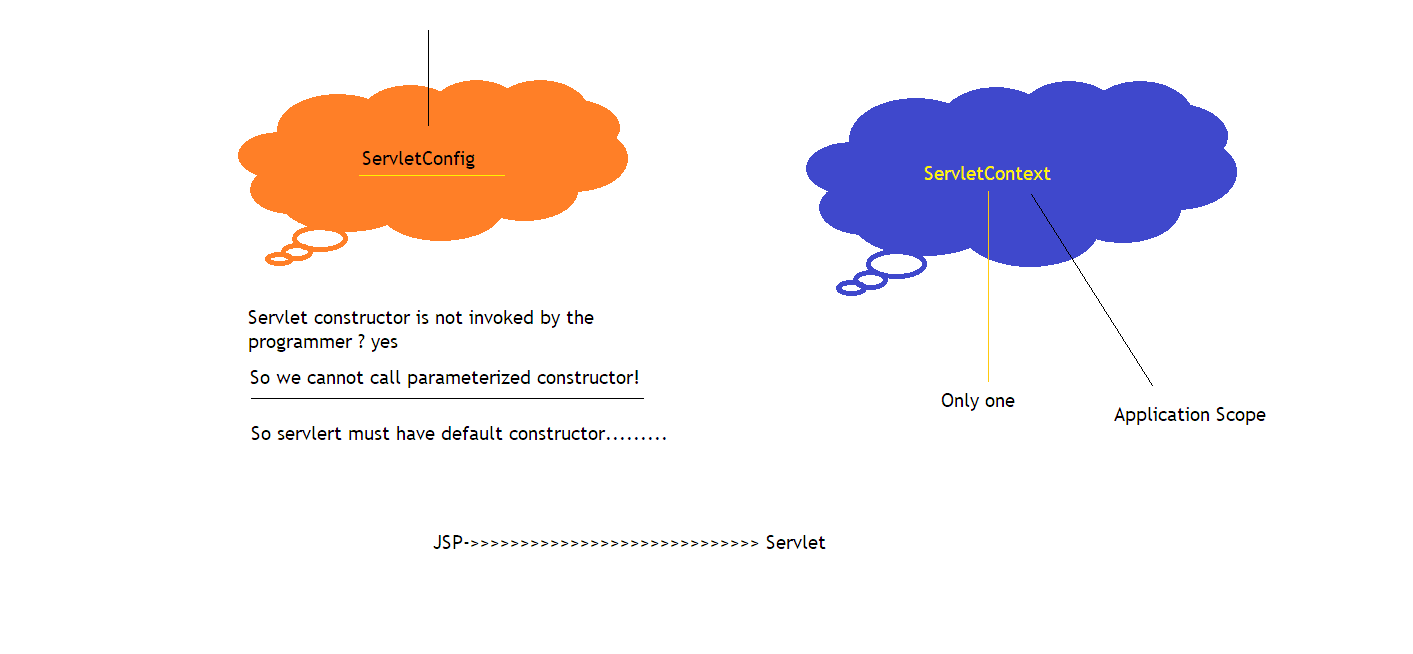 ServletConfig
ServletContext
Servlet constructor is not invoked by the
programmer ? yes
So we cannot call parameterized constructor!
Only one
Application Scope
So servlert must have default constructor.........
JSP->>>>>>>>>>>>>>>>>>>>>>>>>>>>> Servlet